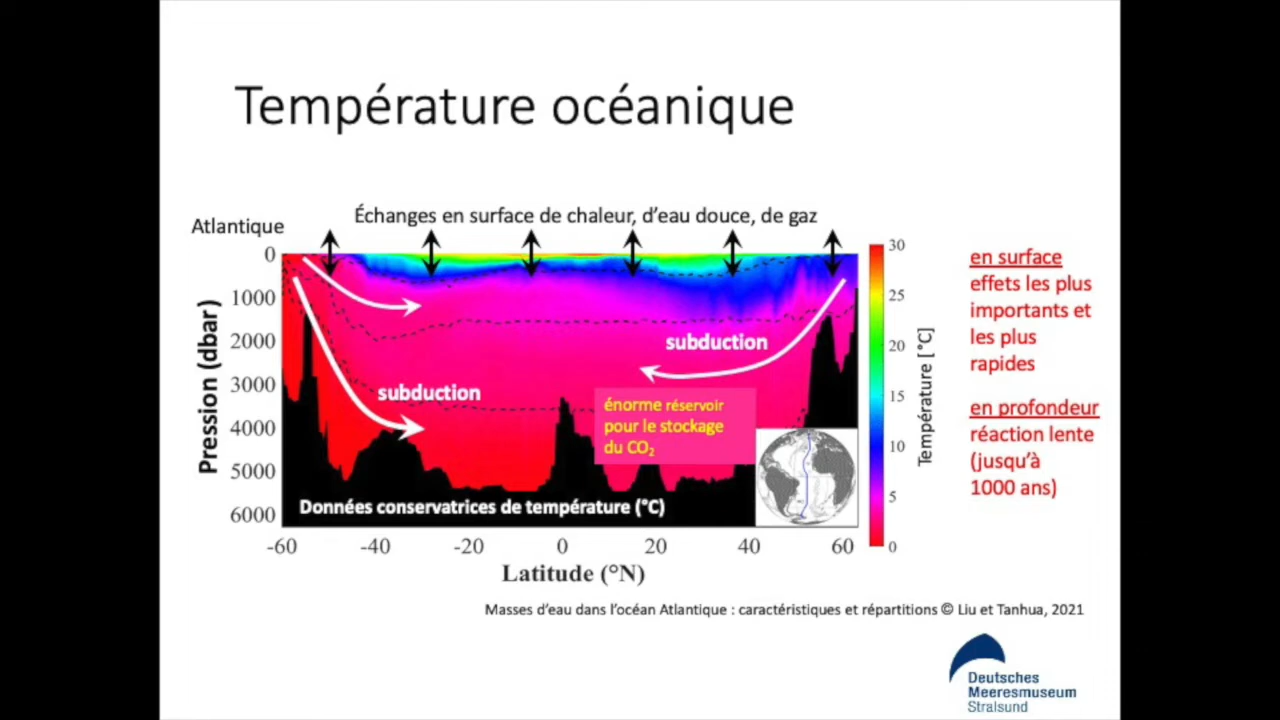 Température océanique
Échanges en surface de chaleur, d'eau douce, de gaz
Atlantique
0
1000
2000
3000
4000
5000
6000
Pression (dbar)
subduction
subduction
énorme réservoir
pour le stockage
du CO₂
Données conservatrices de température (°C)
-60 -40 -20 0 20 40 60
Latitude (°N)
30
25
20
15
10
5
0
Température [°C]
en surface
effets les plus
importants et
les plus
rapides
en profondeur
réaction lente
(jusqu'à
1000 ans)
Masses d'eau dans l'océan Atlantique : caractéristiques et répartitions © Liu et Tanhua, 2021
Deutsches
Meeresmuseum
Stralsund